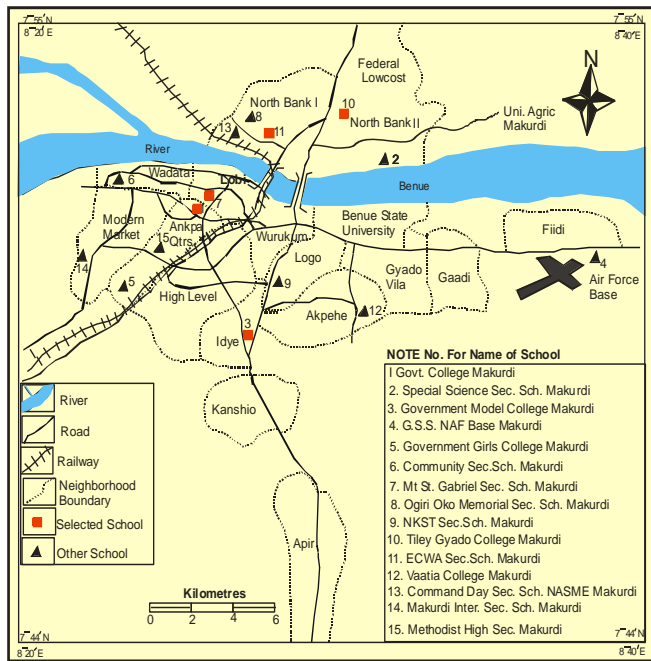 7° 55' N
8° 20' E
7° 55' N
8° 40' E
N
Federal
Lowcost
North Bank I
8
10
13
11
North Bank II
Uni. Agric
Makurdi
River
2
6
Wadata
Lobi
Benue
7
Modern
Market
Ankpa
Qtrs.
15
Benue State
University
Fiidi
Wurukum
14
Logo
4
Gyado
Vila
Gaadi
5
High Level
9
Air Force
Base
Akpehe
12
3
Idye
Kanshio
Apir
NOTE No. For Name of School
I Govt. College Makurdi
2. Special Science Sec. Sch. Makurdi
3. Government Model College Makurdi
4. G.S.S. NAF Base Makurdi
5. Government Girls College Makurdi
6. Community Sec.Sch. Makurdi
7. Mt St. Gabriel Sec. Sch. Makurdi
8. Ogiri Oko Memorial Sec. Sch. Makurdi
9. NKST Sec.Sch. Makurdi
10. Tiley Gyado College Makurdi
11. ECWA Sec.Sch. Makurdi
12. Vaatia College Makurdi
13. Command Day Sec. Sch. NASME Makurdi
14. Makurdi Inter. Sec. Sch. Makurdi
15. Methodist High Sec. Makurdi
River
Road
Railway
Neighborhood
Boundary
Selected School
Other School
Kilometres
0 2 4 6
7° 44' N
8° 20' E
7° 44' N
8° 40' E